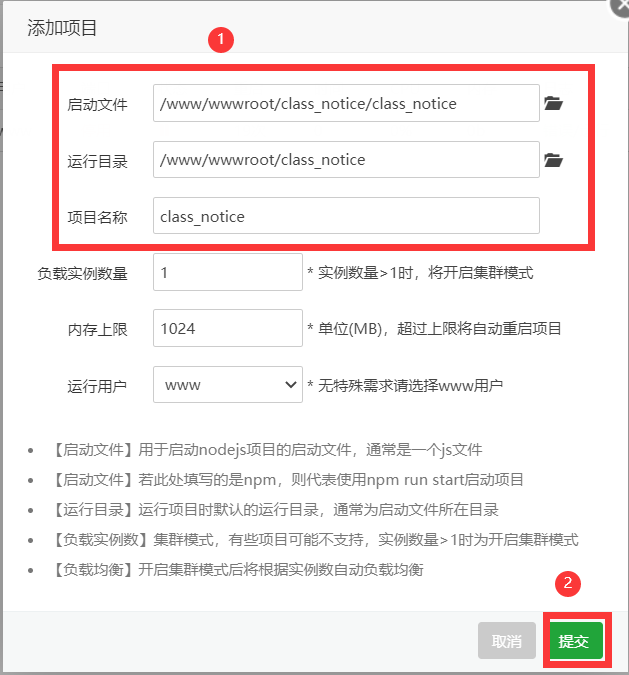 添加项目
1
启动文件 /www/wwwroot/class_notice/class_notice
运行目录 /www/wwwroot/class_notice
项目名称 class_notice
负载实例数量 1 * 实例数量>1时，将开启集群模式
内存上限 1024 * 单位(MB)，超过上限将自动重启项目
运行用户 www * 无特殊需求请选择www用户
• 【启动文件】用于启动nodejs项目的启动文件，通常是一个js文件
• 【启动文件】若此处填写的是npm，则代表使用npm run start启动项目
• 【运行目录】运行项目时默认的运行目录，通常为启动文件所在目录
• 【负载实例数】集群模式，有些项目可能不支持，实例数量>1时为开启集群模式
• 【负载均衡】开启集群模式后将根据实例数自动负载均衡
2
取消 提交